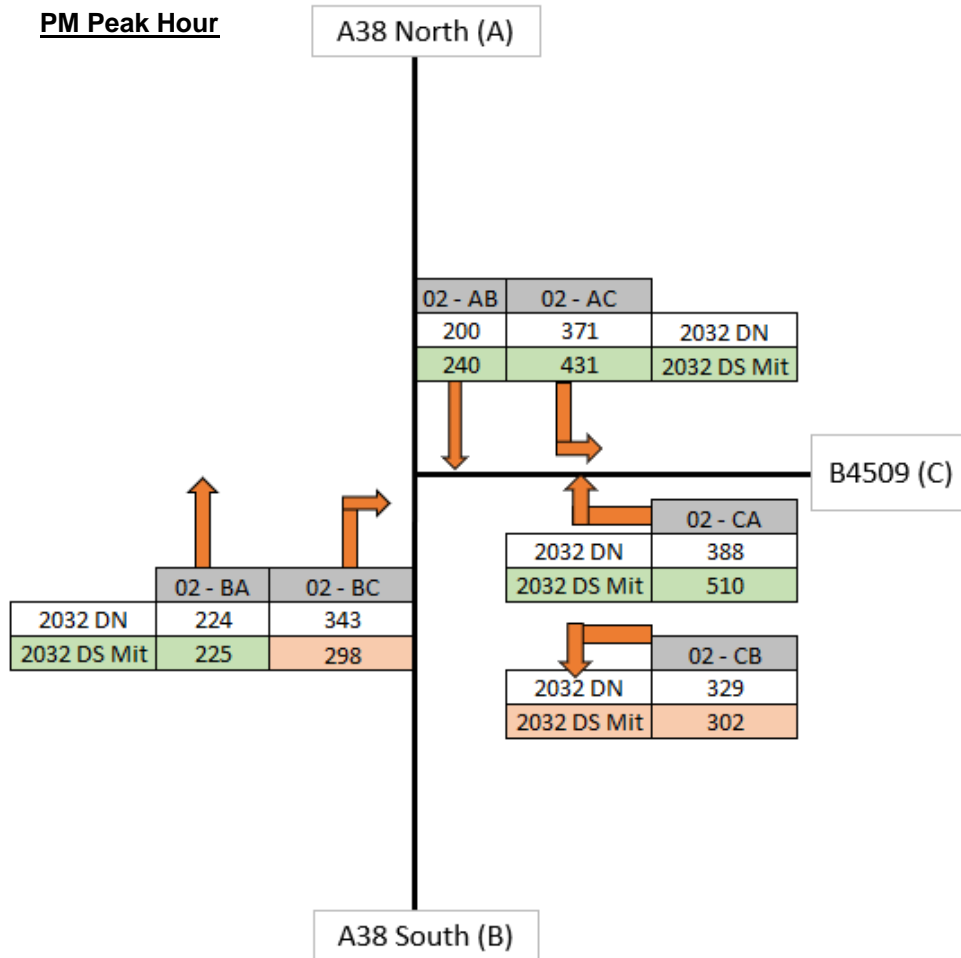 PM Peak Hour
A38 North (A)
02 - AB 02 - AC
200 371 2032 DN
240 431 2032 DS Mit
B4509 (C)
02 - CA
2032 DN 388
2032 DS Mit 510
02 - BA 02 - BC
2032 DN 224 343
2032 DS Mit 225 298
02 - CB
2032 DN 329
2032 DS Mit 302
A38 South (B)